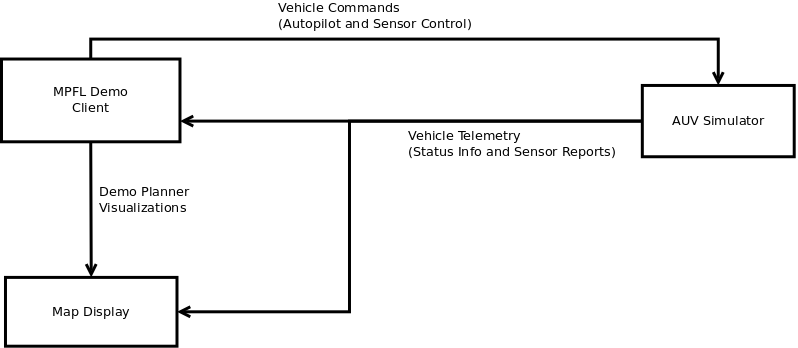 Vehicle Commands
(Autopilot and Sensor Control)
MPFL Demo
Client
AUV Simulator
Vehicle Telemetry
(Status Info and Sensor Reports)
Demo Planner
Visualizations
Map Display